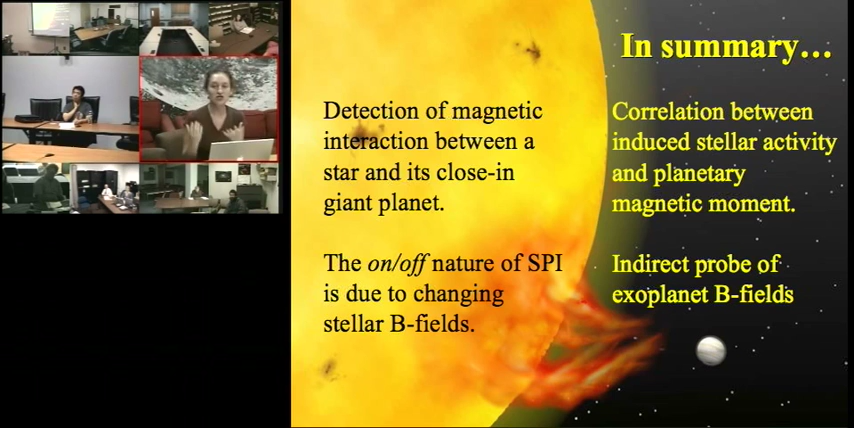 In summary…
Detection of magnetic
interaction between a
star and its close-in
giant planet.
The on/off nature of SPI
is due to changing
stellar B-fields.
Correlation between
induced stellar activity
and planetary
magnetic moment.
Indirect probe of
exoplanet B-fields